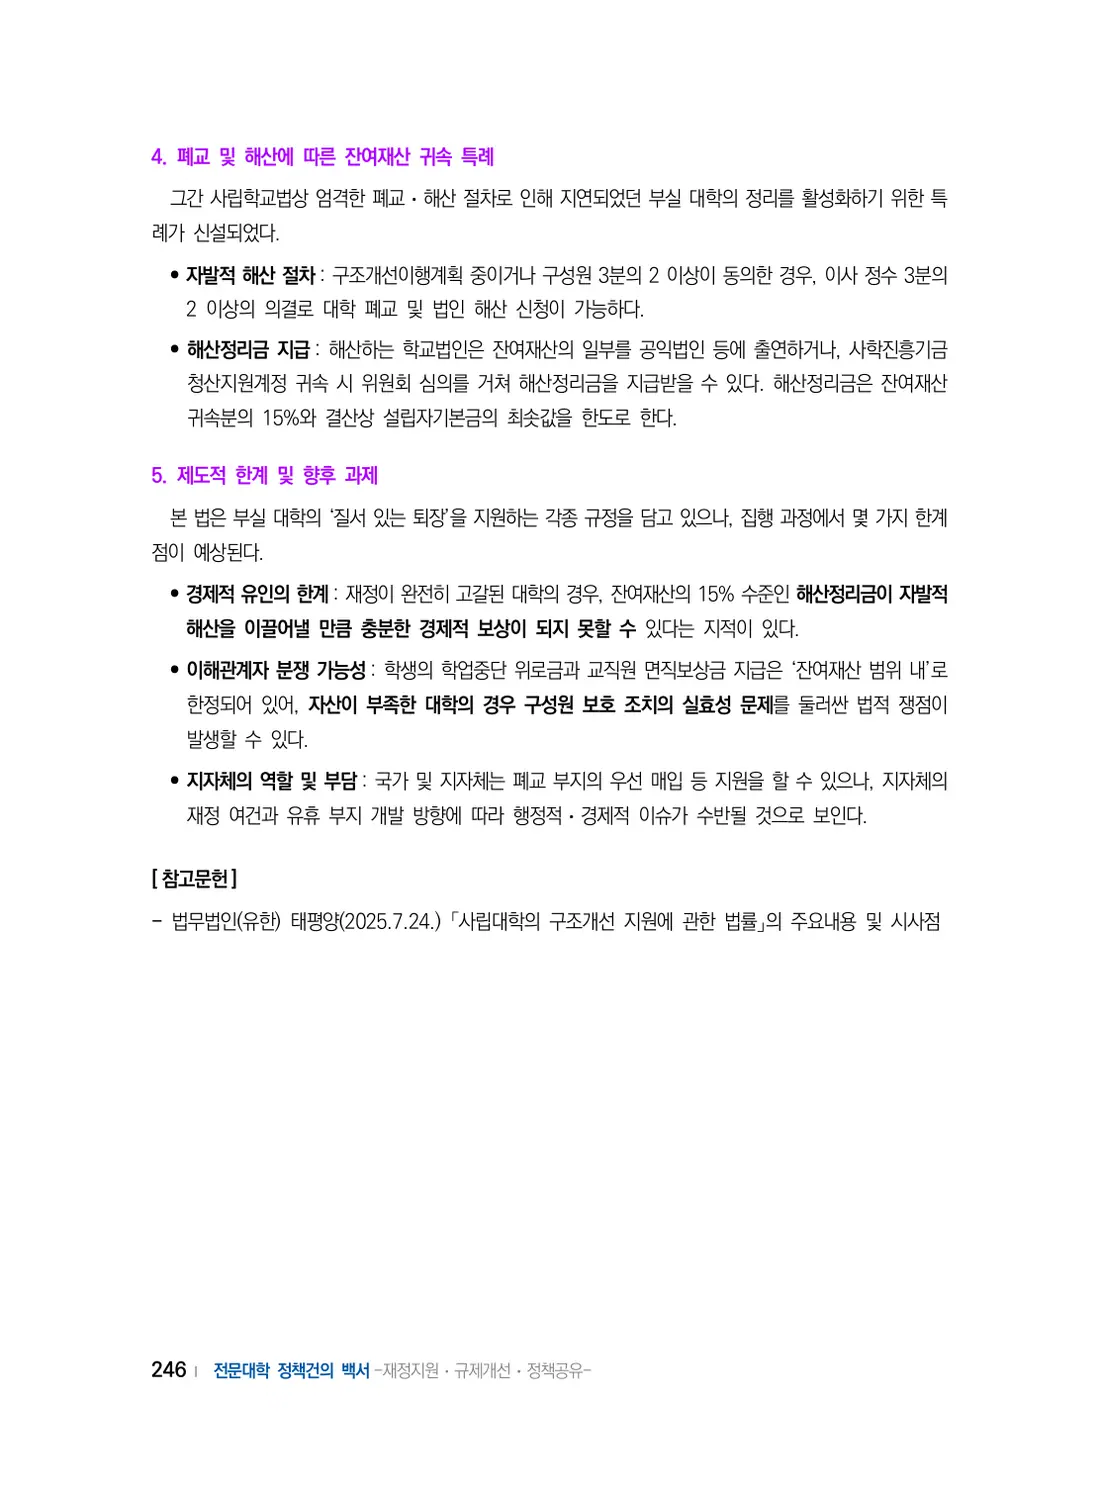 4. 폐교 및 해산에 따른 잔여재산 귀속 특례
그간 사립학교법상 엄격한 폐교・해산 절차로 인해 지연되었던 부실 대학의 정리를 활성화하기 위한 특
례가 신설되었다.
• 자발적 해산 절차 : 구조개선이행계획 중이거나 구성원 3분의 2 이상이 동의한 경우, 이사 정수 3분의
2 이상의 의결로 대학 폐교 및 법인 해산 신청이 가능하다.
• 해산정리금 지급 : 해산하는 학교법인은 잔여재산의 일부를 공익법인 등에 출연하거나, 사학진흥기금
청산지원계정 귀속 시 위원회 심의를 거쳐 해산정리금을 지급받을 수 있다. 해산정리금은 잔여재산
귀속분의 15%와 결산상 설립자기본금의 최솟값을 한도로 한다.
5. 제도적 한계 및 향후 과제
본 법은 부실 대학의 ‘질서 있는 퇴장’을 지원하는 각종 규정을 담고 있으나, 집행 과정에서 몇 가지 한계
점이 예상된다.
• 경제적 유인의 한계 : 재정이 완전히 고갈된 대학의 경우, 잔여재산의 15% 수준인 해산정리금이 자발적
해산을 이끌어낼 만큼 충분한 경제적 보상이 되지 못할 수 있다는 지적이 있다.
• 이해관계자 분쟁 가능성 : 학생의 학업중단 위로금과 교직원 면직보상금 지급은 ‘잔여재산 범위 내’로
한정되어 있어, 자산이 부족한 대학의 경우 구성원 보호 조치의 실효성 문제를 둘러싼 법적 쟁점이
발생할 수 있다.
• 지자체의 역할 및 부담 : 국가 및 지자체는 폐교 부지의 우선 매입 등 지원을 할 수 있으나, 지자체의
재정 여건과 유휴 부지 개발 방향에 따라 행정적・경제적 이슈가 수반될 것으로 보인다.
[ 참고문헌 ]
- 법무법인(유한) 태평양(2025.7.24.) 「사립대학의 구조개선 지원에 관한 법률」의 주요내용 및 시사점
246 | 전문대학 정책건의 백서 -재정지원・규제개선・정책공유-